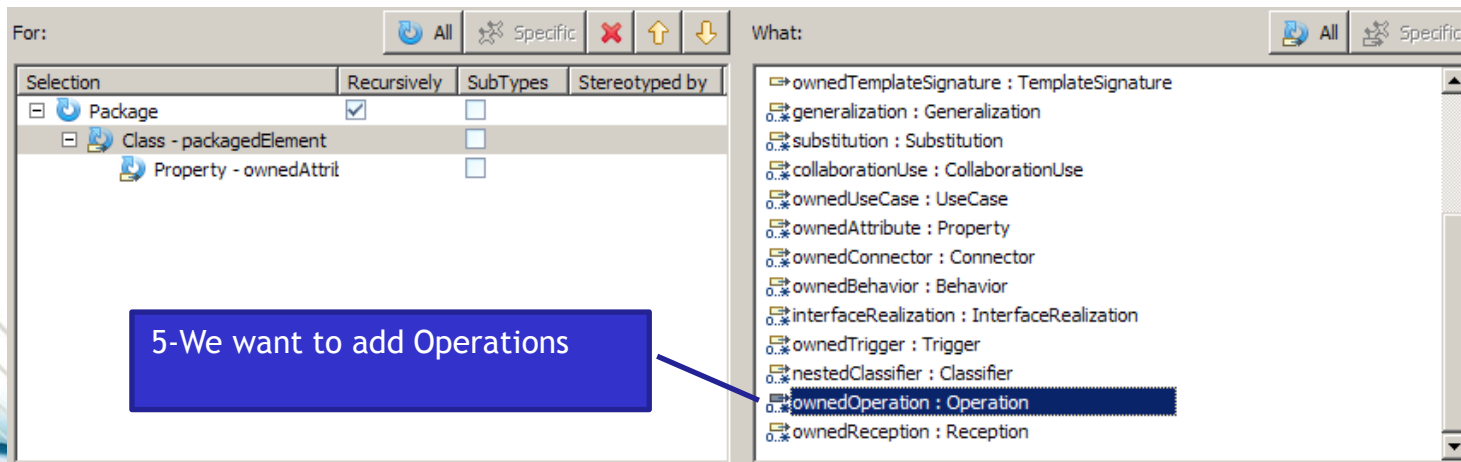 For: All Specific What: All Specific
Selection Recursively SubTypes Stereotyped by
Package
Class - packagedElement
Property - ownedAttrib
ownedTemplateSignature : TemplateSignature
generalization : Generalization
substitution : Substitution
collaborationUse : CollaborationUse
ownedUseCase : UseCase
ownedAttribute : Property
ownedConnector : Connector
ownedBehavior : Behavior
interfaceRealization : InterfaceRealization
ownedTrigger : Trigger
nestedClassifier : Classifier
ownedOperation : Operation
ownedReception : Reception
5-We want to add Operations